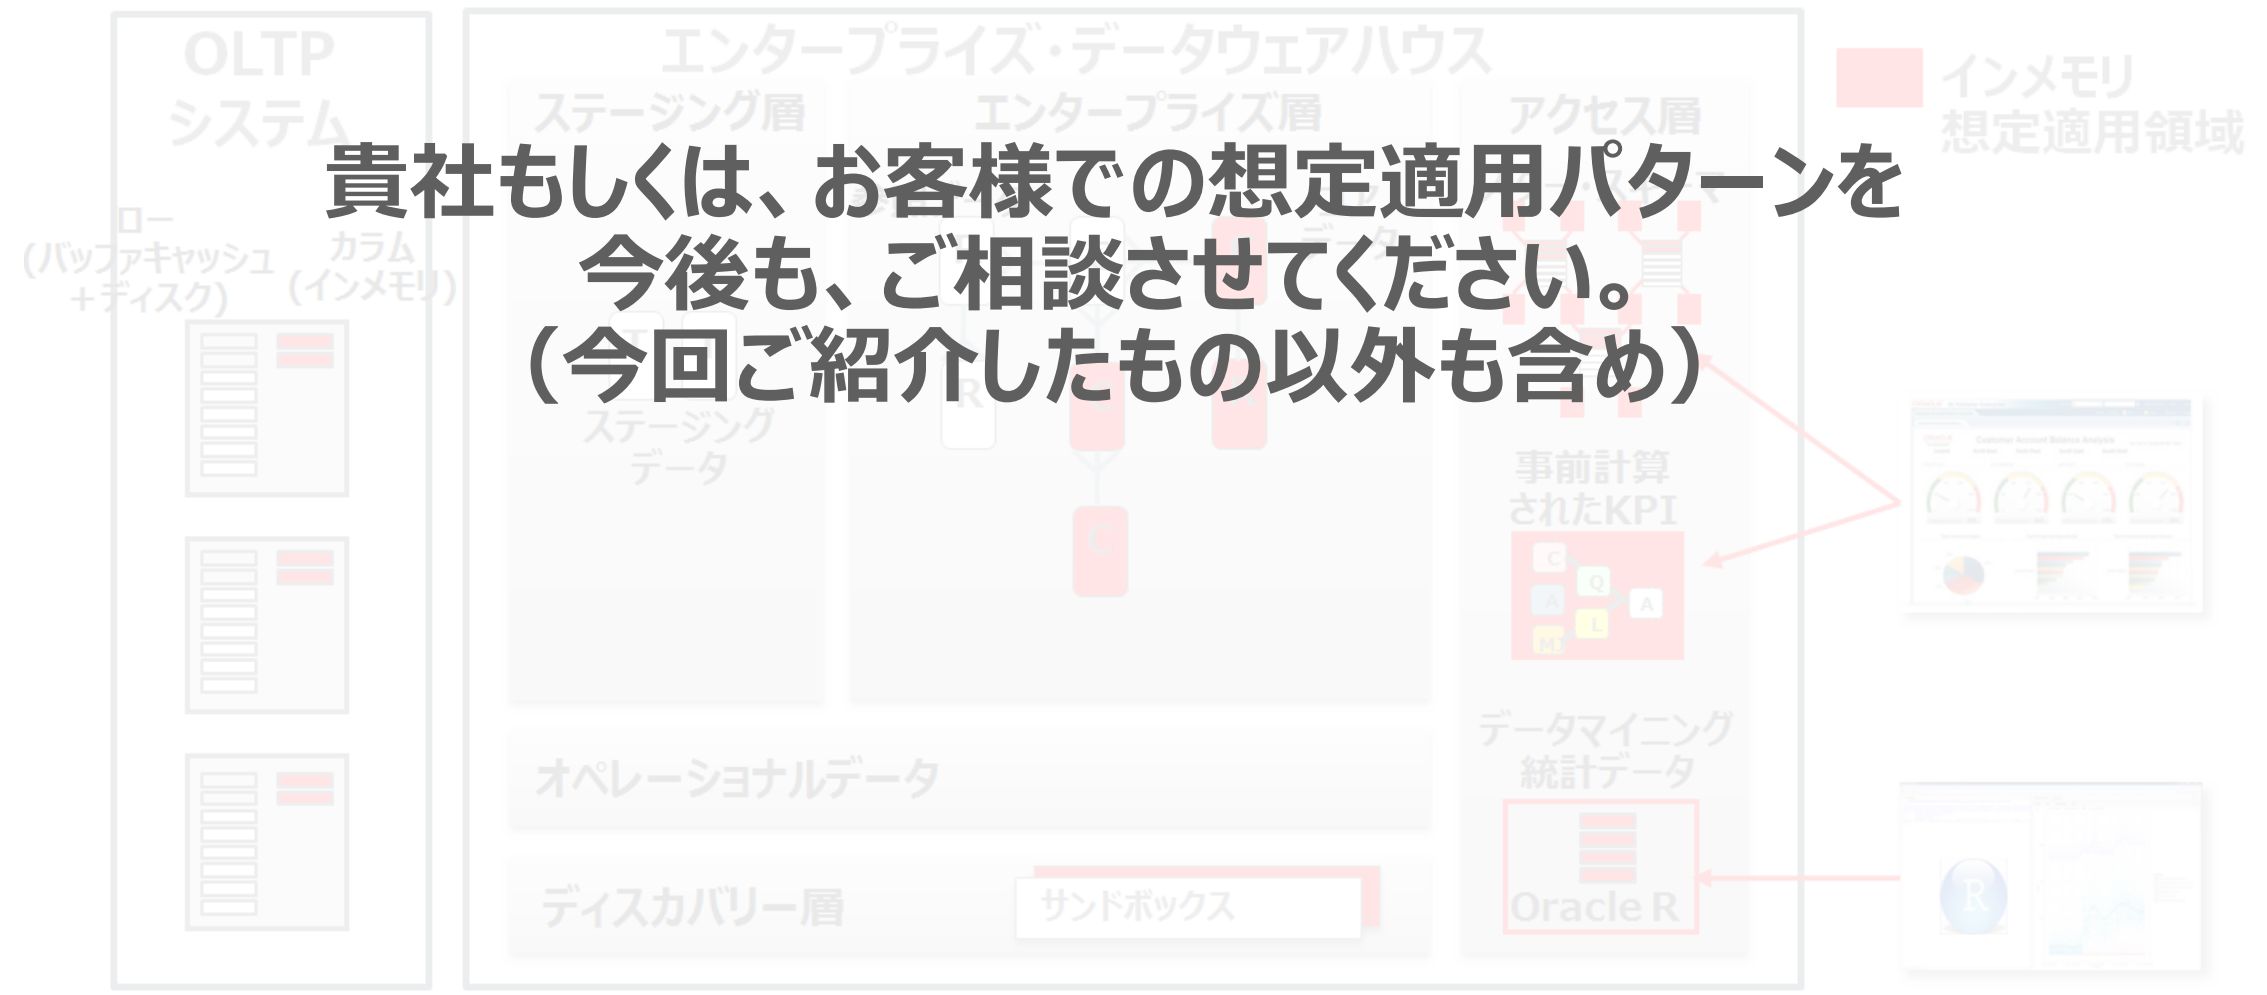 貴社もしくは、お客様での想定適用パターンを
今後も、ご相談させてください。
（今回ご紹介したもの以外も含め）
OLTP
システム
ロー
(バッファキャッシュ
＋ディスク)
カラム
(インメモリ)
エンタープライズ・データウェアハウス
ステージング層
ステージング
データ
エンタープライズ層
R
C
アクセス層
事前計算
されたKPI
C
Q
A
A
L
M
データマイニング
統計データ
Oracle R
オペレーショナルデータ
ディスカバリー層
サンドボックス
インメモリ
想定適用領域
Customer Account Balance Analysis
R